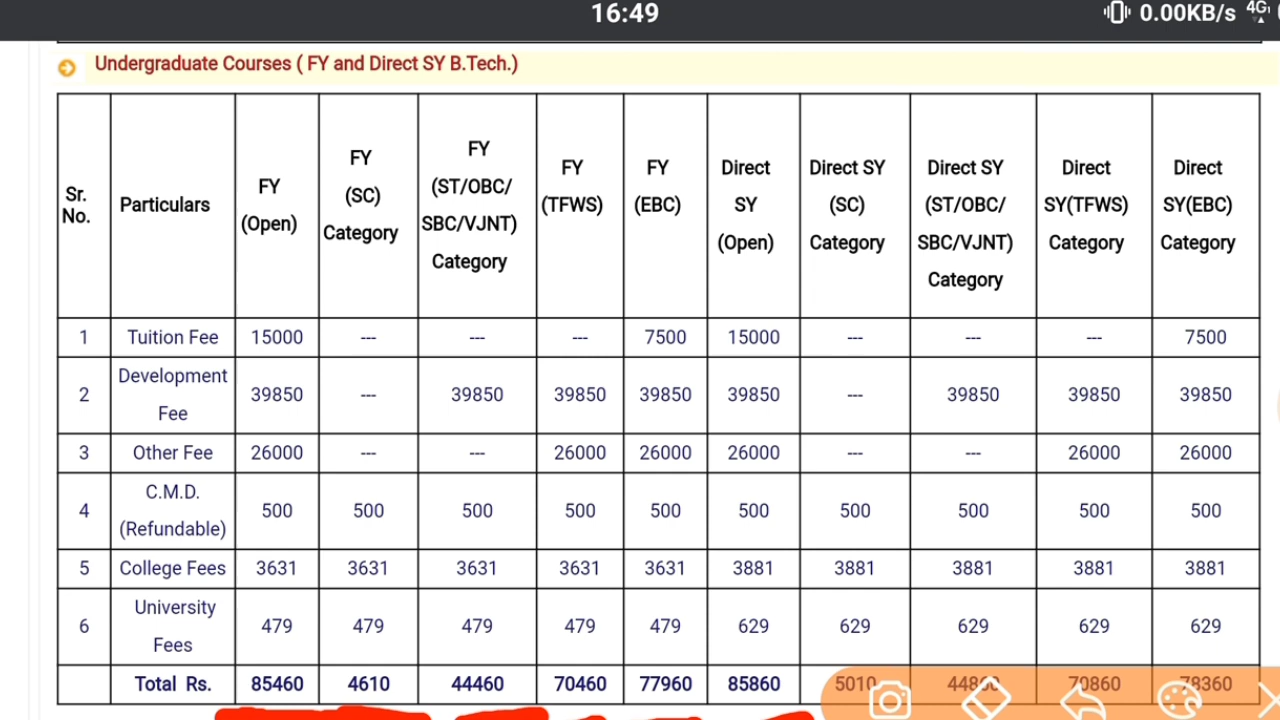 16:49 0.00KB/s 4G
Undergraduate Courses ( FY and Direct SY B.Tech.)
Sr. No. Particulars FY (Open) FY (SC) Category FY (ST/OBC/ SBC/VJNT) Category FY (TFWS) FY (EBC) Direct SY (Open) Direct SY (SC) Category Direct SY (ST/OBC/ SBC/VJNT) Category Direct SY(TFWS) Category Direct SY(EBC) Category
1 Tuition Fee 15000 --- --- --- 7500 15000 --- --- --- 7500
2 Development Fee 39850 --- 39850 39850 39850 39850 --- 39850 39850 39850
3 Other Fee 26000 --- --- 26000 26000 26000 --- --- 26000 26000
4 C.M.D. (Refundable) 500 500 500 500 500 500 500 500 500 500
5 College Fees 3631 3631 3631 3631 3631 3881 3881 3881 3881 3881
6 University Fees 479 479 479 479 479 629 629 629 629 629
Total Rs. 85460 4610 44460 70460 77960 85860 5010 44860 70860 78360